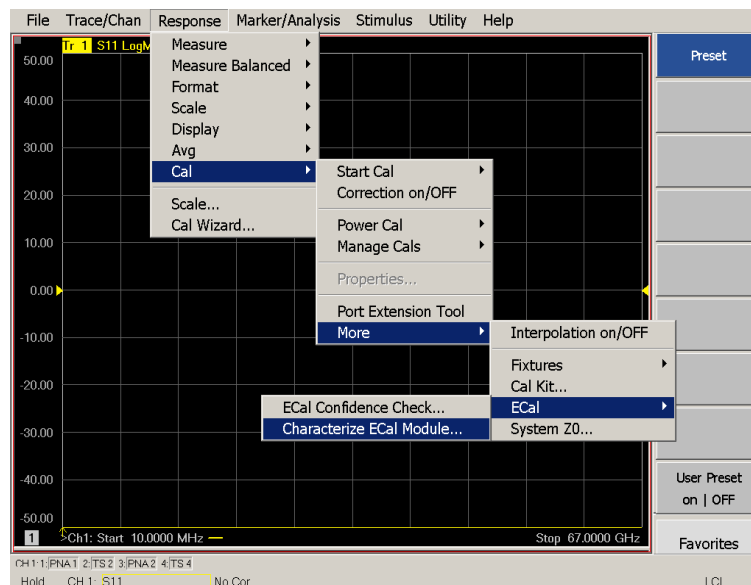 File Trace/Chan Response Marker/Analysis Stimulus Utility Help
Tr 1 S11 LogM
Preset
50.00
40.00
30.00
20.00
10.00
0.00
-10.00
-20.00
-30.00
-40.00
-50.00
Measure
Measure Balanced
Format
Scale
Display
Avg
Cal
Scale...
Cal Wizard...
Start Cal
Correction on/OFF
Power Cal
Manage Cals
Properties...
Port Extension Tool
More
Interpolation on/OFF
Fixtures
Cal Kit...
ECal
System Z0...
ECal Confidence Check...
Characterize ECal Module...
User Preset
on | OFF
Favorites
1 >Ch1: Start 10.0000 MHz
Stop 67.0000 GHz
CH 1: 1:PNA1 2:TS 2 3:PNA2 4:TS 4
Hold CH 1: S11 No Cor LCL